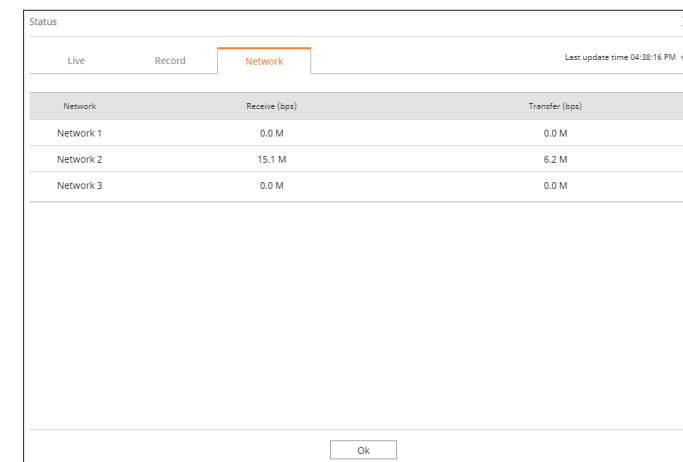 Status
Live Record Network Last update time 04:38:16 PM
Network Receive (bps) Transfer (bps)
Network 1 0.0 M 0.0 M
Network 2 15.1 M 6.2 M
Network 3 0.0 M 0.0 M
Ok